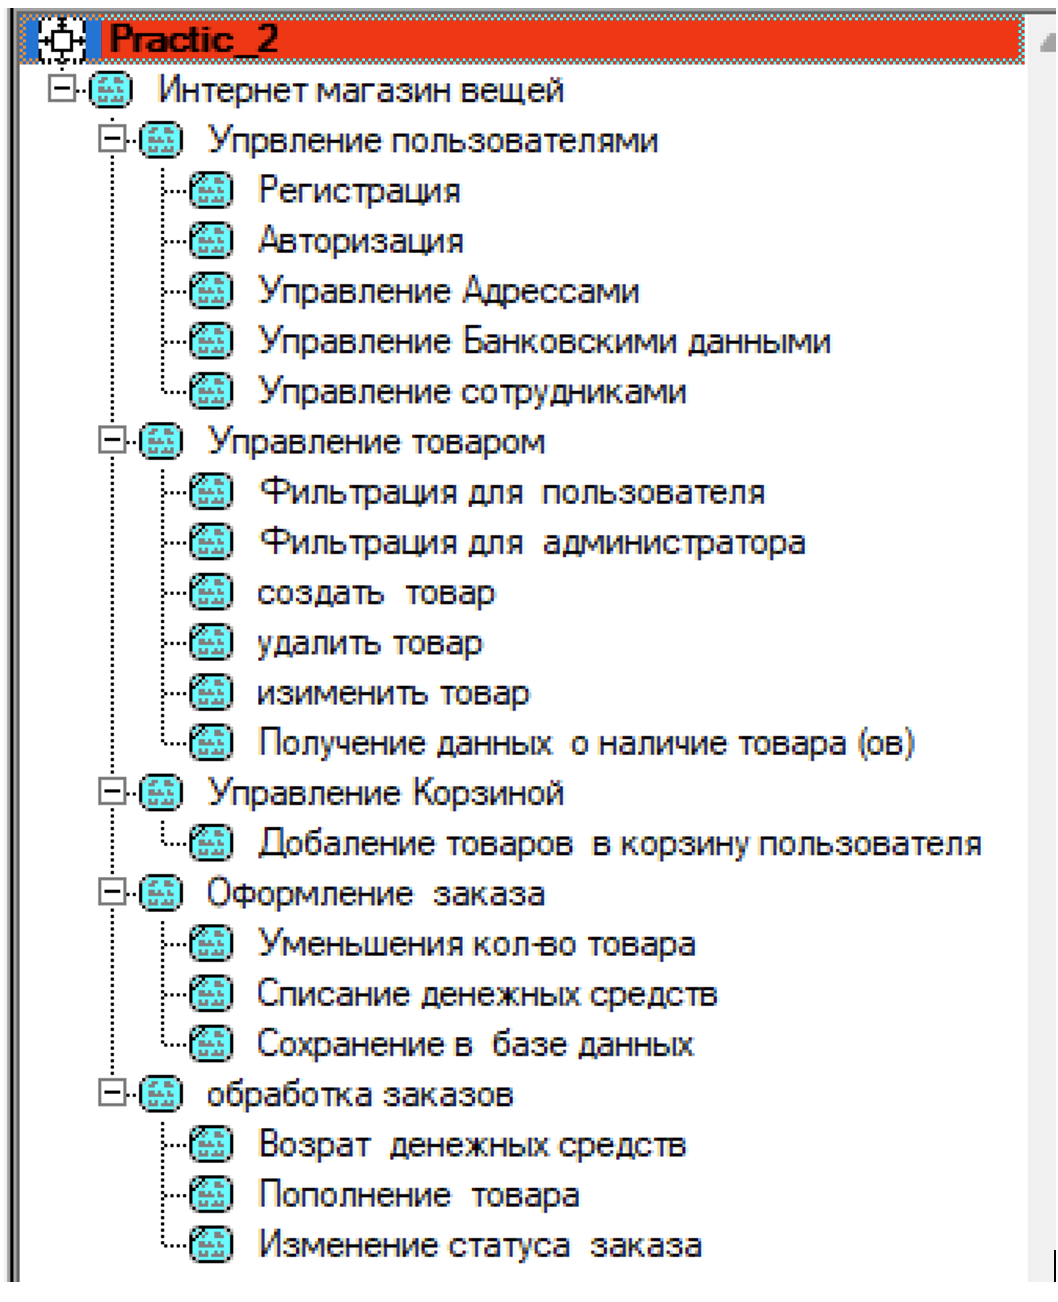 Practic_2
Интернет магазин вещей
Упрвление пользователями
Регистрация
Авторизация
Управление Адрессами
Управление Банковскими данными
Управление сотрудниками
Управление товаром
Фильтрация для пользователя
Фильтрация для администратора
создать товар
удалить товар
изименить товар
Получение данных о наличие товара (ов)
Управление Корзиной
Добаление товаров в корзину пользователя
Оформление заказа
Уменьшения кол-во товара
Списание денежных средств
Сохранение в базе данных
обработка заказов
Возрат денежных средств
Пополнение товара
Изменение статуса заказа